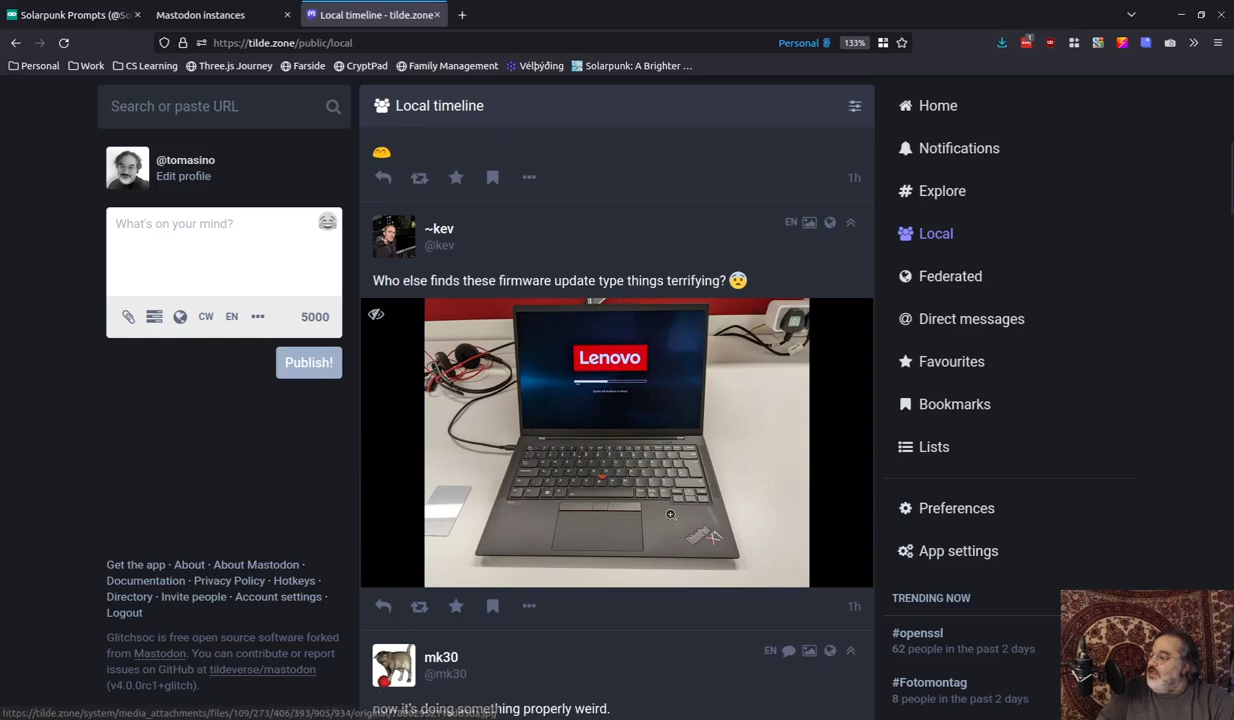 Solarpunk Prompts (@So
Mastodon instances
Local timeline - tilde.zone
https://tilde.zone/public/local
Personal
133%
1
Personal
Work
CS Learning
Three.js Journey
Farside
CryptPad
Family Management
Vélþýðing
Solarpunk: A Brighter ...
Search or paste URL
@tomasino
Edit profile
What's on your mind?
CW
EN
5000
Publish!
Get the app · About · About Mastodon ·
Documentation · Privacy Policy · Hotkeys ·
Directory · Invite people · Account settings ·
Logout
Glitchsoc is free open source software forked
from Mastodon. You can contribute or report
issues on GitHub at tildeverse/mastodon
(v4.0.0rc1+glitch).
Local timeline
1h
~kev
@kev
EN
Who else finds these firmware update type things terrifying?
Lenovo
1h
mk30
@mk30
EN
now it's doing something properly weird.
Home
Notifications
# Explore
Local
Federated
@ Direct messages
Favourites
Bookmarks
Lists
Preferences
App settings
TRENDING NOW
#openssl
62 people in the past 2 days
#Fotomontag
8 people in the past 2 days